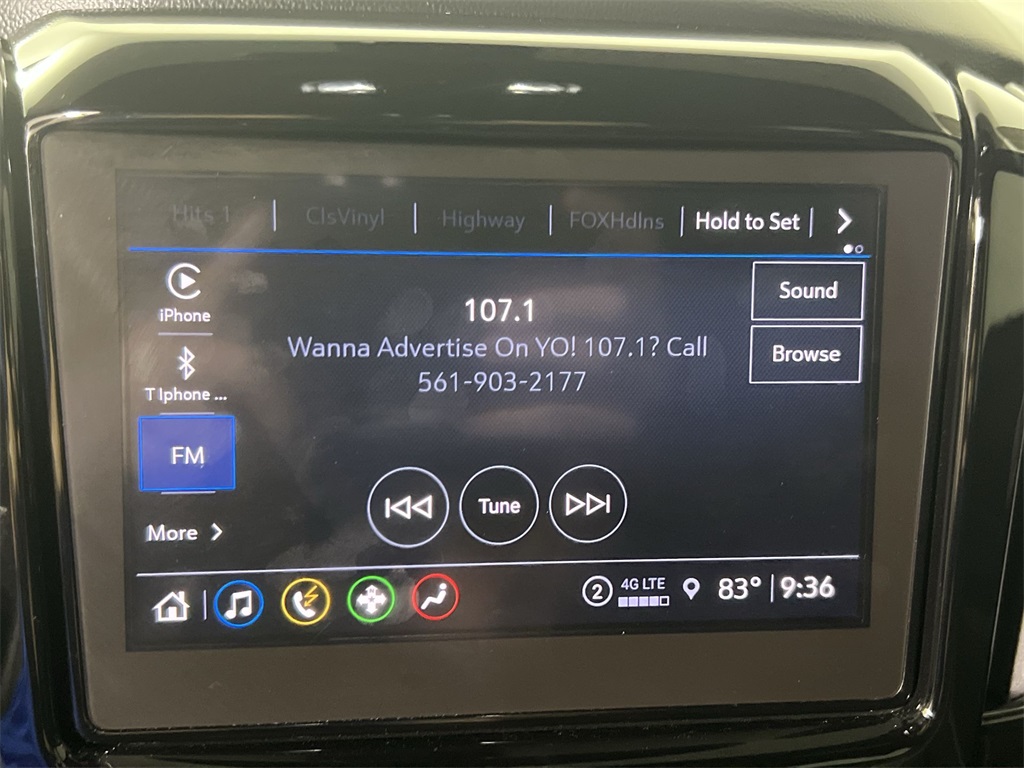 Hits 1 ClsVinyl Highway FOXHdlns Hold to Set
iPhone
T Iphone ...
FM
More
107.1
Wanna Advertise On YO! 107.1? Call
561-903-2177
Tune
Sound
Browse
2 4G LTE 83° 9:36